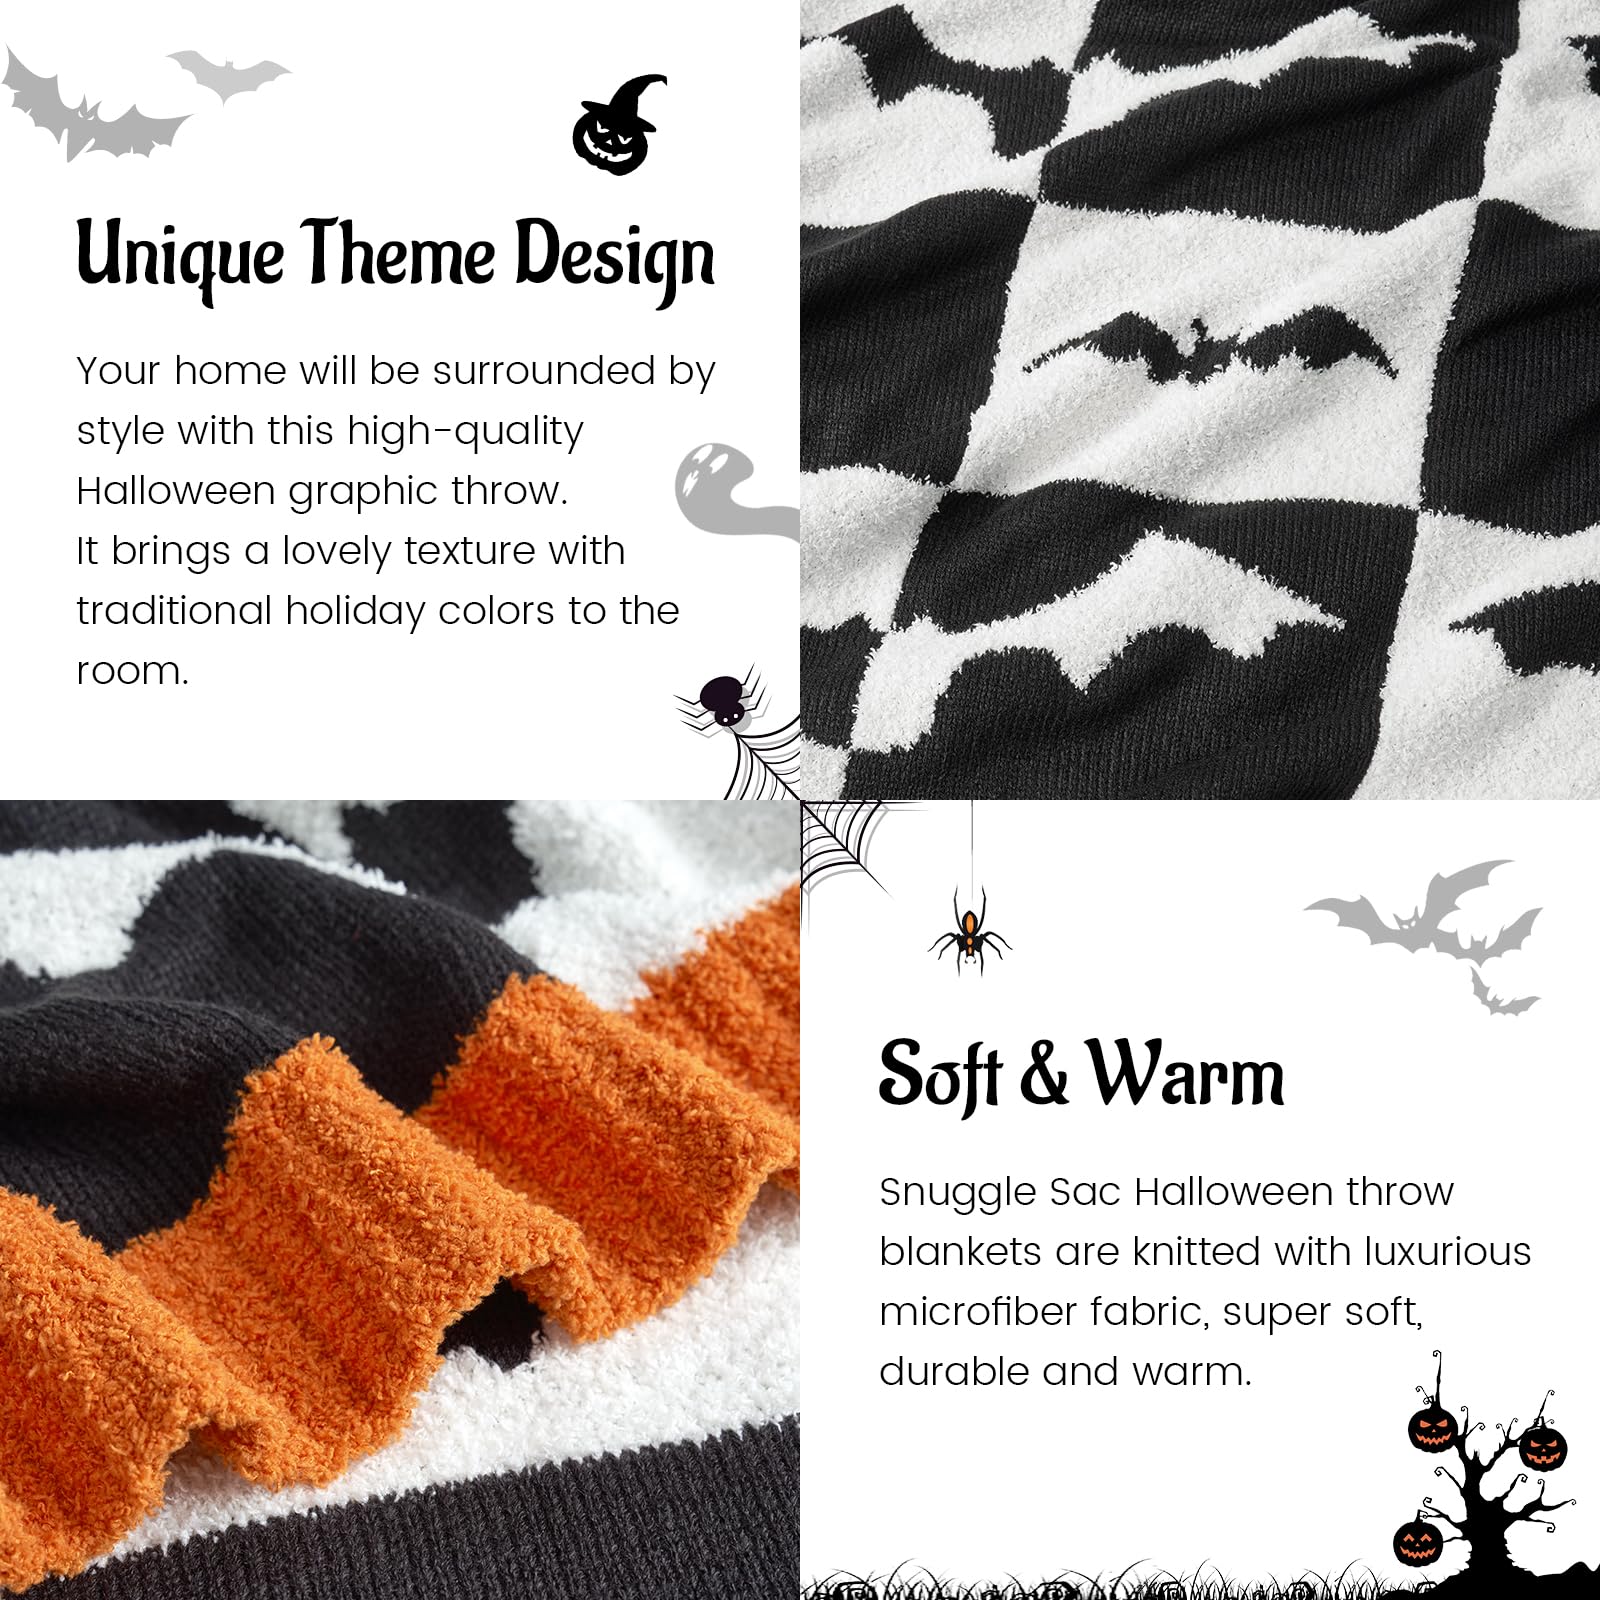 Unique Theme Design
Your home will be surrounded by
style with this high-quality
Halloween graphic throw.
It brings a lovely texture with
traditional holiday colors to the
room.
Soft & Warm
Snuggle Sac Halloween throw
blankets are knitted with luxurious
microfiber fabric, super soft,
durable and warm.